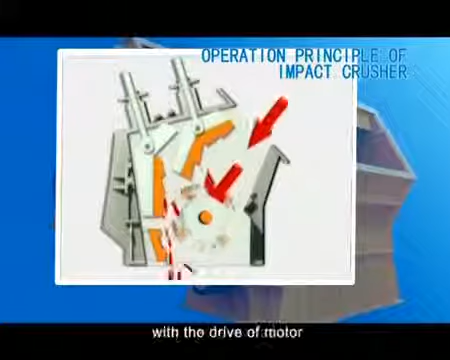 OPERATION PRINCIPLE OF
IMPACT CRUSHER
with the drive of motor